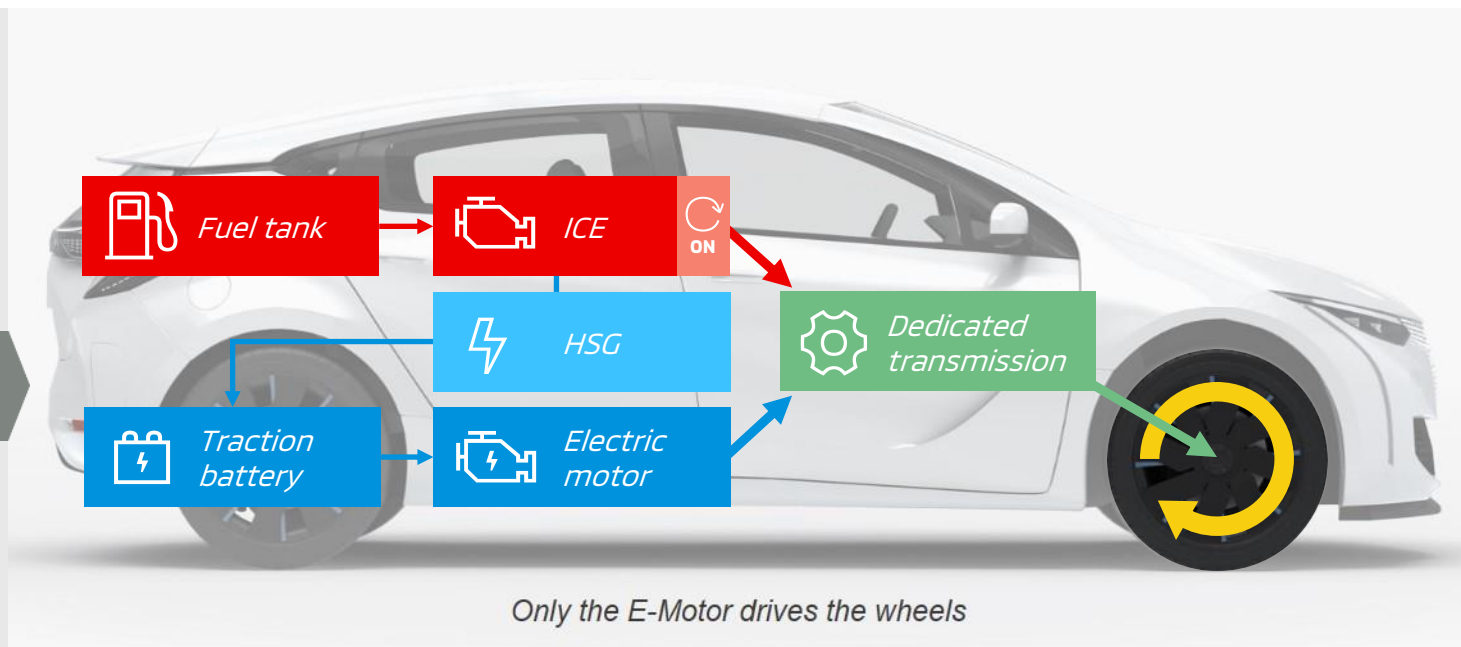 Fuel tank
ICE
ON
HSG
Dedicated
transmission
Traction
battery
Electric
motor
Only the E-Motor drives the wheels